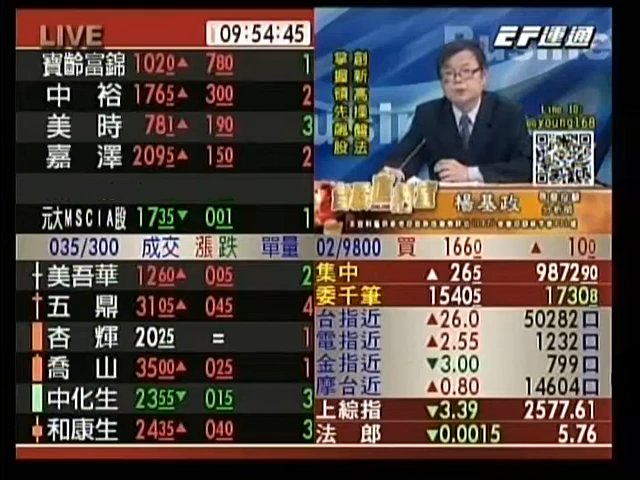 LIVE 09:54:45
寶齡富錦 1020▲ 780 1
中裕 1765▲ 300 2
美時 781▲ 190 3
嘉澤 2095▲ 150 2
元大MSCIA股 1735▼ 001 1
035/300 成交 漲跌 單量
美吾華 1260▲ 005 2
五鼎 3105▲ 045 4
杏輝 2025 = 1
喬山 3500▲ 025 1
中化生 2355▼ 015 3
和康生 2435▲ 040 3
EF運通
Busine
創新高操盤法
掌握領先飆股
Line ID:
young168
楊基政
02/9800 買 1660 ▲ 100
集中 ▲ 265 987290
委千筆 15405 17308
台指近 ▲26.0 50282口
電指近 ▲2.55 1232口
金指近 ▼3.00 799口
摩台近 ▲0.80 14604口
上綜指 ▼3.39 2577.61
法郎 ▼0.0015 5.76